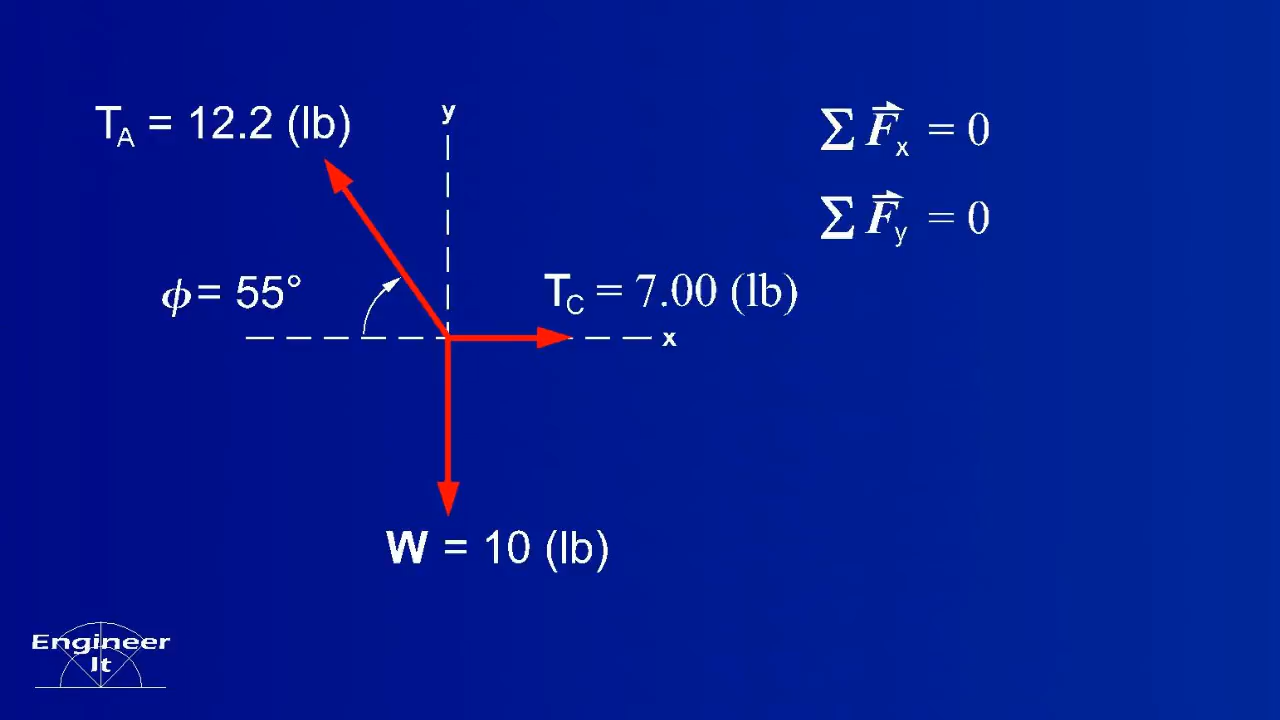 T_A = 12.2 (lb)
y
∑ F⃗_x = 0
∑ F⃗_y = 0
ϕ = 55°
T_C = 7.00 (lb)
x
W = 10 (lb)
Engineer
It